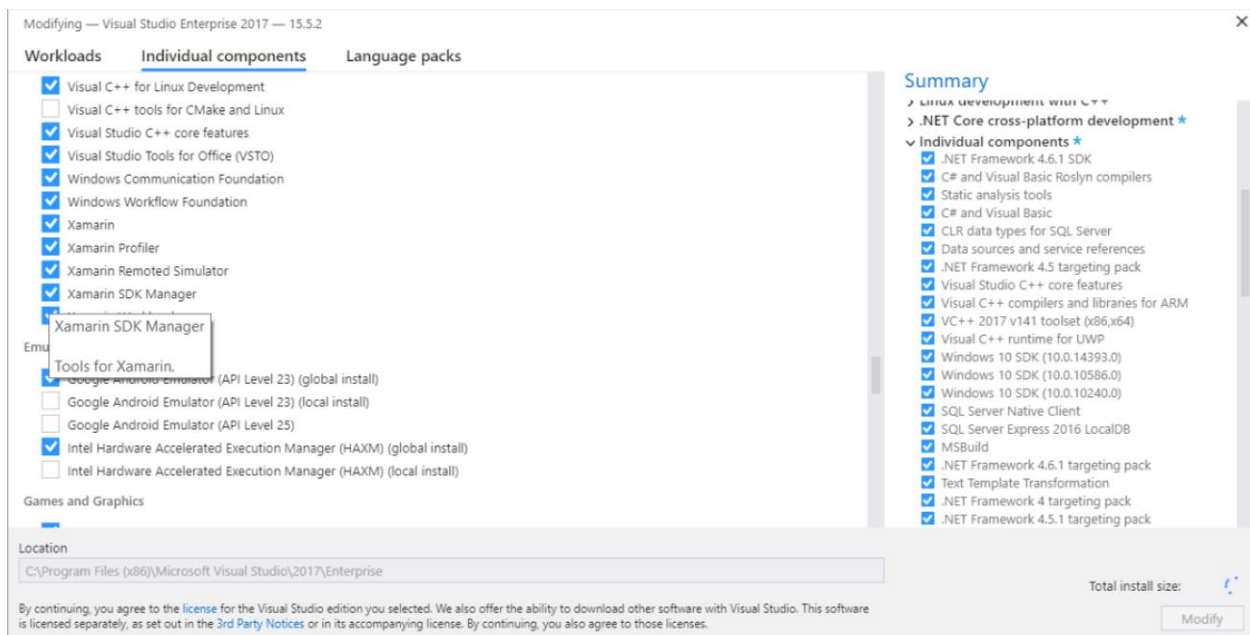 Modifying — Visual Studio Enterprise 2017 — 15.5.2
Workloads Individual components Language packs
Visual C++ for Linux Development
Visual C++ tools for CMake and Linux
Visual Studio C++ core features
Visual Studio Tools for Office (VSTO)
Windows Communication Foundation
Windows Workflow Foundation
Xamarin
Xamarin Profiler
Xamarin Remoted Simulator
Xamarin SDK Manager
Xamarin SDK Manager
Tools for Xamarin.
Emu
Google Android Emulator (API Level 23) (global install)
Google Android Emulator (API Level 23) (local install)
Google Android Emulator (API Level 25)
Intel Hardware Accelerated Execution Manager (HAXM) (global install)
Intel Hardware Accelerated Execution Manager (HAXM) (local install)
Games and Graphics
Summary
Linux development with C++
.NET Core cross-platform development *
Individual components *
.NET Framework 4.6.1 SDK
C# and Visual Basic Roslyn compilers
Static analysis tools
C# and Visual Basic
CLR data types for SQL Server
Data sources and service references
.NET Framework 4.5 targeting pack
Visual Studio C++ core features
Visual C++ compilers and libraries for ARM
VC++ 2017 v141 toolset (x86,x64)
Visual C++ runtime for UWP
Windows 10 SDK (10.0.14393.0)
Windows 10 SDK (10.0.10586.0)
Windows 10 SDK (10.0.10240.0)
SQL Server Native Client
SQL Server Express 2016 LocalDB
MSBuild
.NET Framework 4.6.1 targeting pack
Text Template Transformation
.NET Framework 4 targeting pack
.NET Framework 4.5.1 targeting pack
Location
C:\Program Files (x86)\Microsoft Visual Studio\2017\Enterprise
By continuing, you agree to the license for the Visual Studio edition you selected. We also offer the ability to download other software with Visual Studio. This software
is licensed separately, as set out in the 3rd Party Notices or in its accompanying license. By continuing, you also agree to those licenses.
Total install size:
Modify